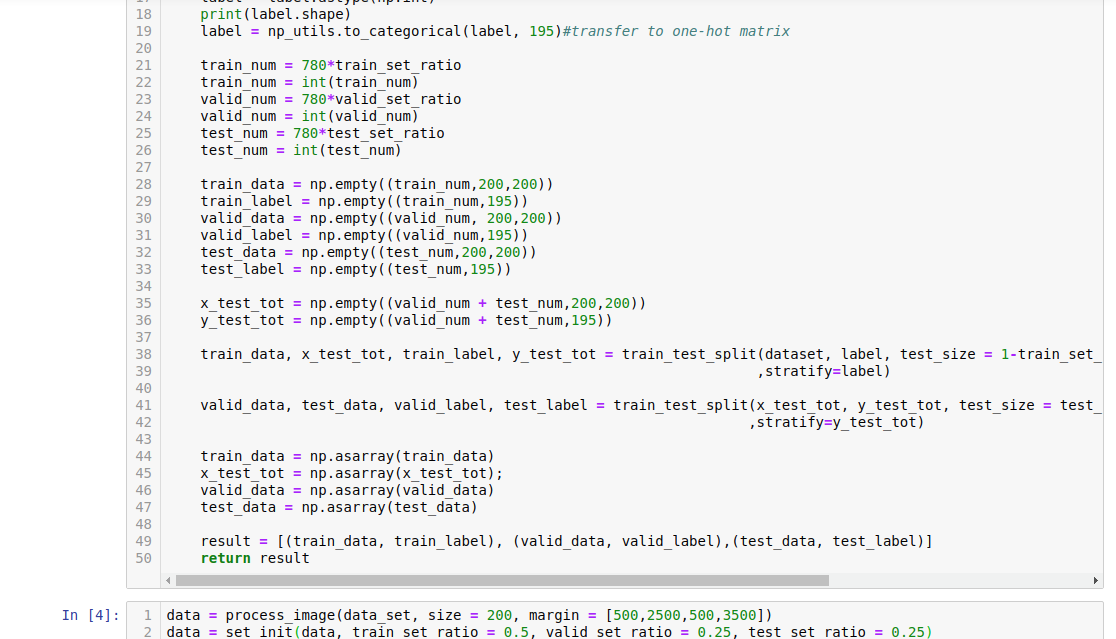 17 label = label.astype(np.int)
18 print(label.shape)
19 label = np_utils.to_categorical(label, 195)#transfer to one-hot matrix
20
21 train_num = 780*train_set_ratio
22 train_num = int(train_num)
23 valid_num = 780*valid_set_ratio
24 valid_num = int(valid_num)
25 test_num = 780*test_set_ratio
26 test_num = int(test_num)
27
28 train_data = np.empty((train_num,200,200))
29 train_label = np.empty((train_num,195))
30 valid_data = np.empty((valid_num, 200,200))
31 valid_label = np.empty((valid_num,195))
32 test_data = np.empty((test_num,200,200))
33 test_label = np.empty((test_num,195))
34
35 x_test_tot = np.empty((valid_num + test_num,200,200))
36 y_test_tot = np.empty((valid_num + test_num,195))
37
38 train_data, x_test_tot, train_label, y_test_tot = train_test_split(dataset, label, test_size = 1-train_set_
39 ,stratify=label)
40
41 valid_data, test_data, valid_label, test_label = train_test_split(x_test_tot, y_test_tot, test_size = test_
42 ,stratify=y_test_tot)
43
44 train_data = np.asarray(train_data)
45 x_test_tot = np.asarray(x_test_tot);
46 valid_data = np.asarray(valid_data)
47 test_data = np.asarray(test_data)
48
49 result = [(train_data, train_label), (valid_data, valid_label),(test_data, test_label)]
50 return result
In [4]: 1 data = process_image(data_set, size = 200, margin = [500,2500,500,3500])
2 data = set_init(data, train_set_ratio = 0.5, valid_set_ratio = 0.25, test_set_ratio = 0.25)